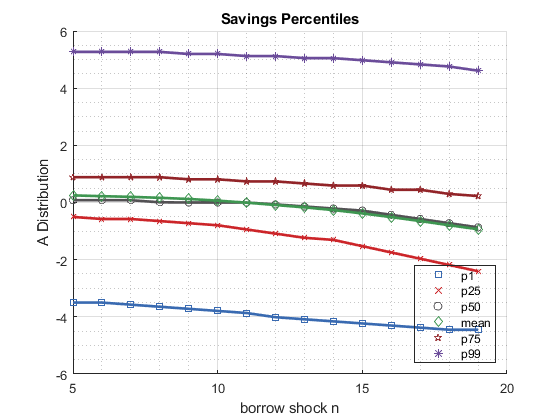 Savings Percentiles
6
4
2
0
-2
-4
-6
A Distribution
5
10
15
20
borrow shock n
p1
p25
p50
mean
p75
p99